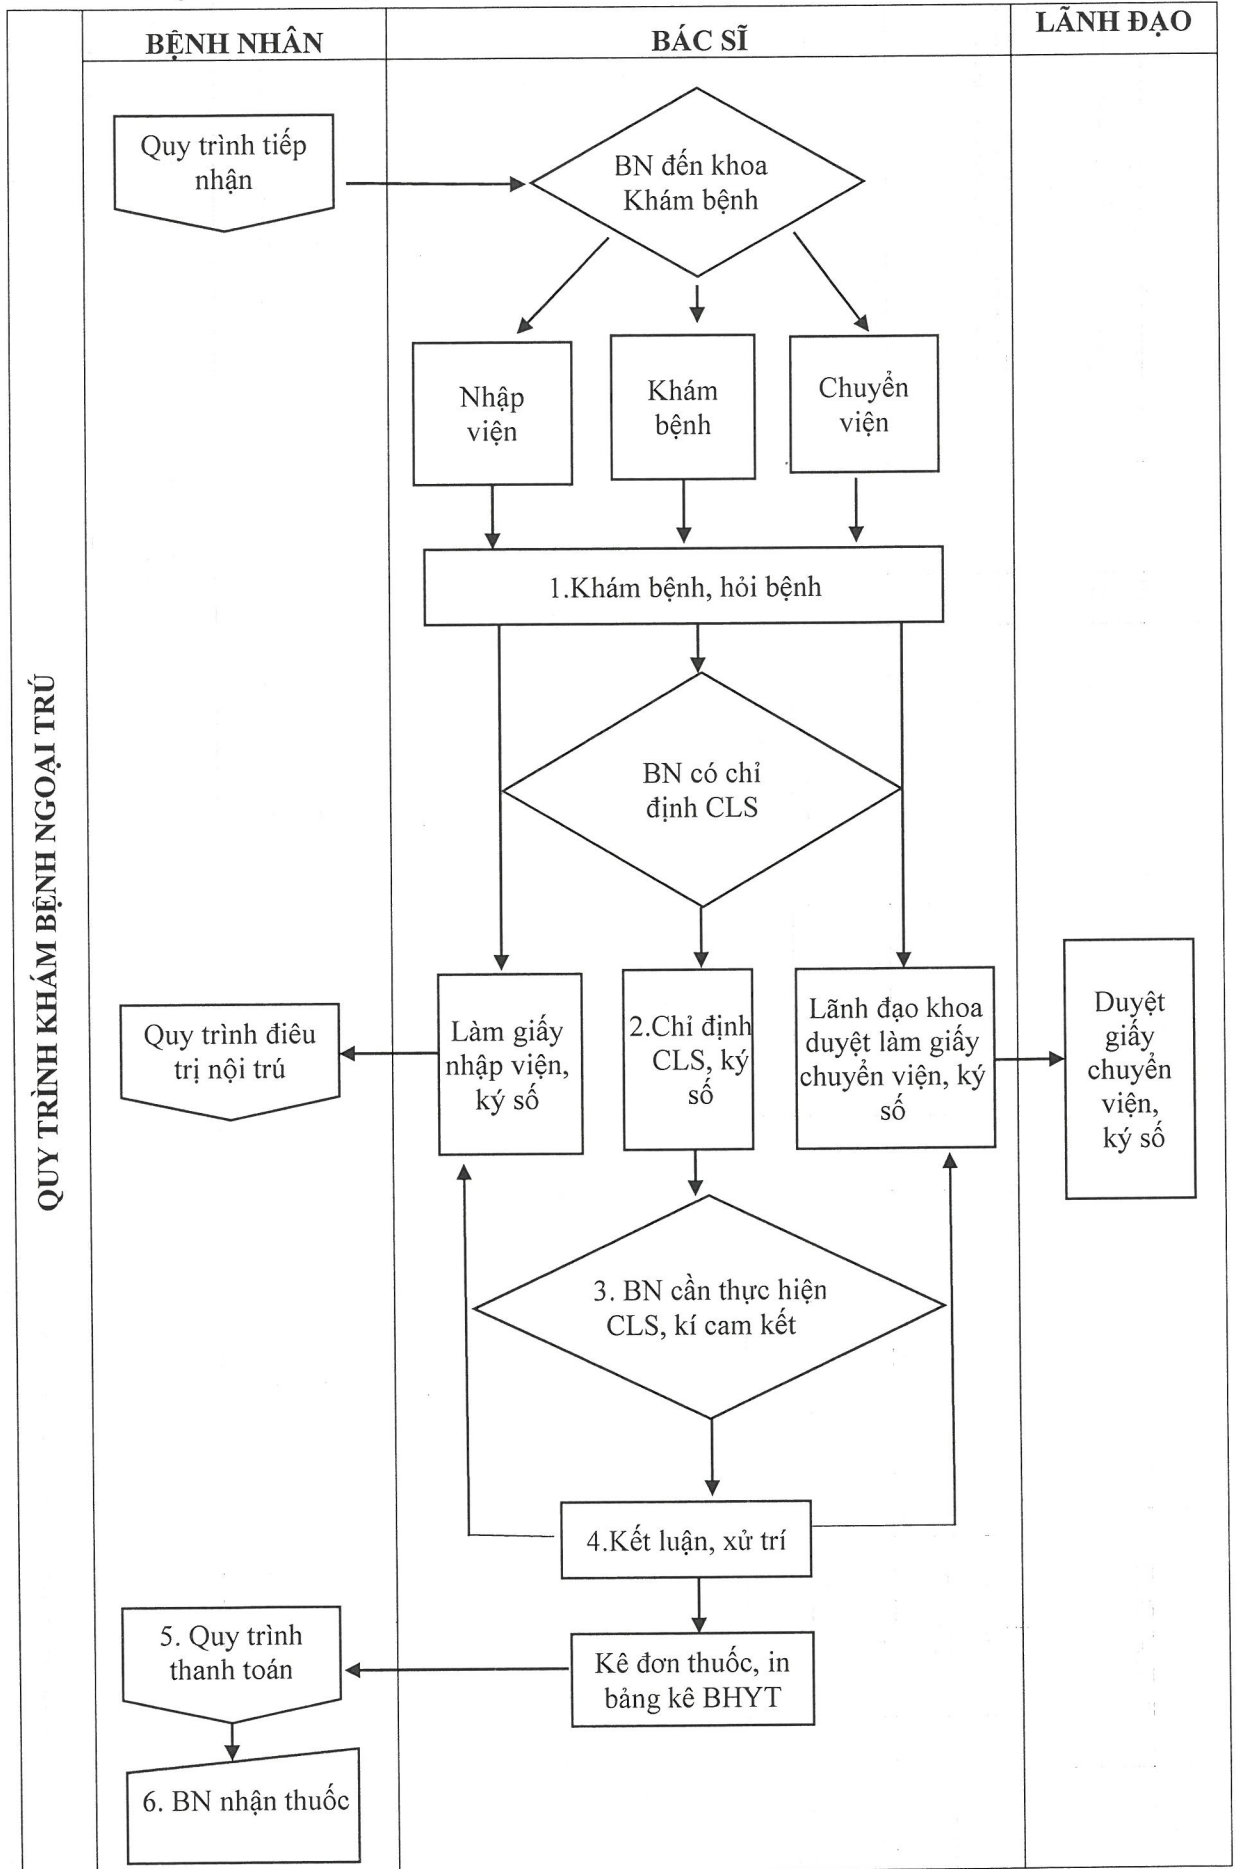 BỆNH NHÂN
BÁC SĨ
LÃNH ĐẠO
QUY TRÌNH KHÁM BỆNH NGOẠI TRÚ
Quy trình tiếp
nhận
BN đến khoa
Khám bệnh
Nhập
viện
Khám
bệnh
Chuyển
viện
1.Khám bệnh, hỏi bệnh
BN có chỉ
định CLS
Quy trình điêu
trị nội trú
Làm giấy
nhập viện,
ký số
2.Chỉ định
CLS, ký
số
Lãnh đạo khoa
duyệt làm giấy
chuyển viện, ký
số
Duyệt
giấy
chuyển
viện,
ký số
3. BN cần thực hiện
CLS, kí cam kết
4.Kết luận, xử trí
Kê đơn thuốc, in
bảng kê BHYT
5. Quy trình
thanh toán
6. BN nhận thuốc